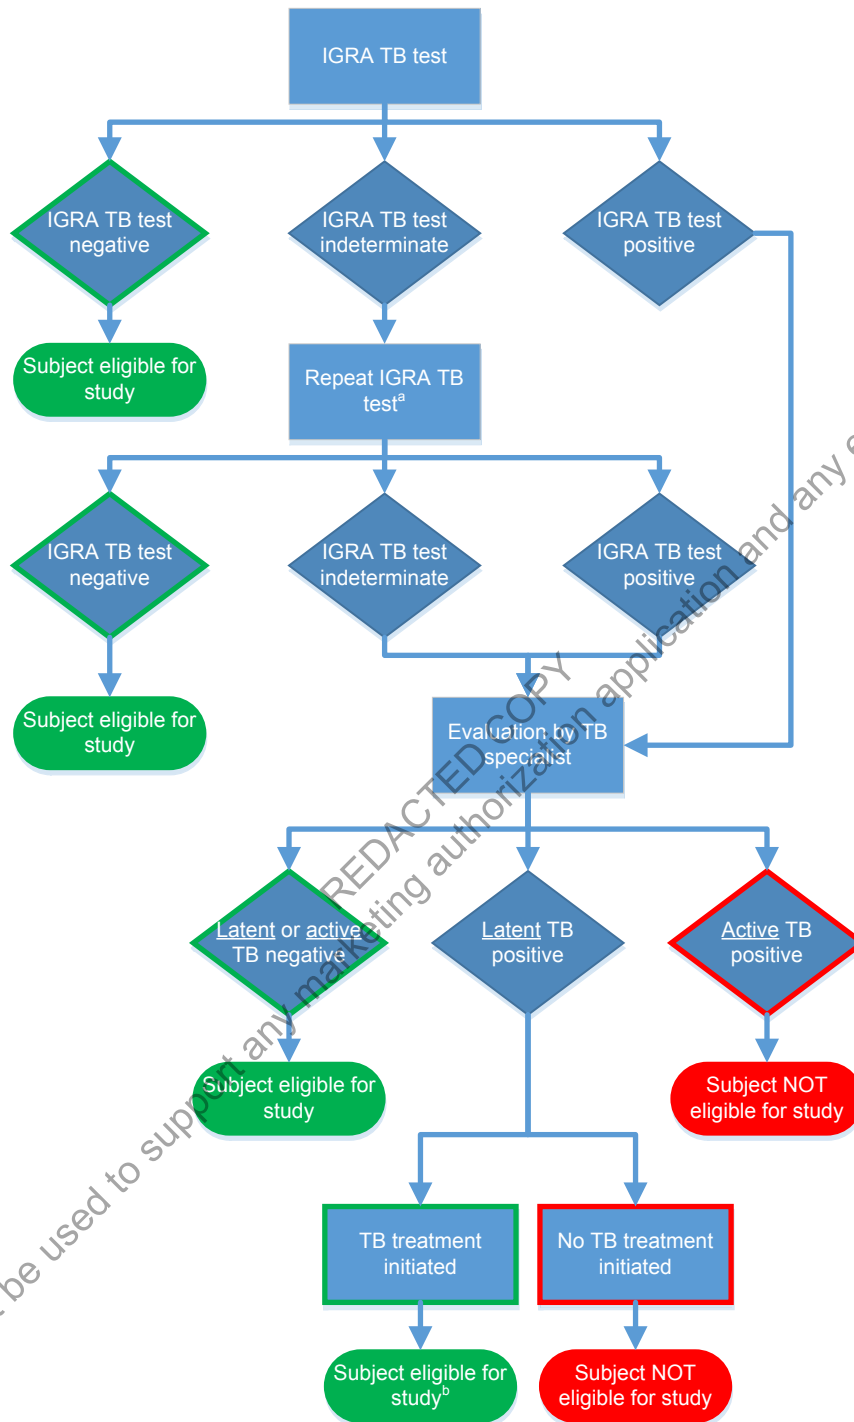 IGRA TB test
IGRA TB test
negative
IGRA TB test
indeterminate
IGRA TB test
positive
Subject eligible for
study
Repeat IGRA TB
testᵃ
IGRA TB test
negative
IGRA TB test
indeterminate
IGRA TB test
positive
Subject eligible for
study
Evaluation by TB
specialist
Latent or active
TB negative
Latent TB
positive
Active TB
positive
Subject eligible for
study
Subject NOT
eligible for study
TB treatment
initiated
No TB treatment
initiated
Subject eligible for
studyᵇ
Subject NOT
eligible for study
REDACTED COPY
be used to support any marketing authorization application and any